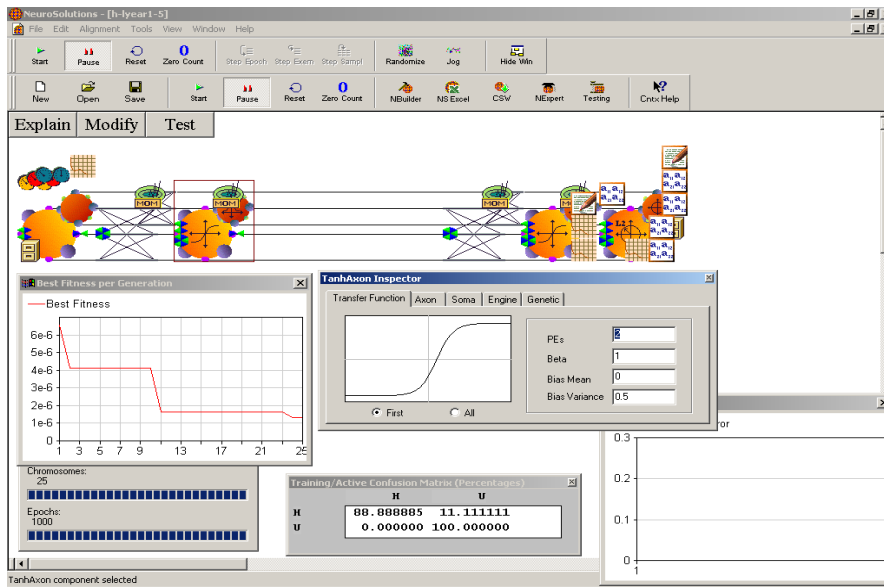 NeuroSolutions - [h-lyear1-5]
File Edit Alignment Tools View Window Help
Start Pause Reset Zero Count Step Epoch Step Exem Step Sampl Randomize Jog Hide Win
New Open Save Start Pause Reset Zero Count NBuilder NS Excel CSV NExpert Testing Cntx Help
Explain Modify Test
MOM MOM MOM MOM
L2
Best Fitness per Generation
Best Fitness
6e-6
5e-6
4e-6
3e-6
2e-6
1e-6
0
1 3 5 7 9 13 17 21 25
TanhAxon Inspector
Transfer Function Axon Soma Engine Genetic
PEs 2
Beta 1
Bias Mean 0
Bias Variance 0.5
First All
ror
0.3
0.2
0.1
0
1
Chromosomes:
25
Epochs:
1000
Training/Active Confusion Matrix (Percentages)
H U
H 88.888885 11.111111
U 0.000000 100.000000
TanhAxon component selected